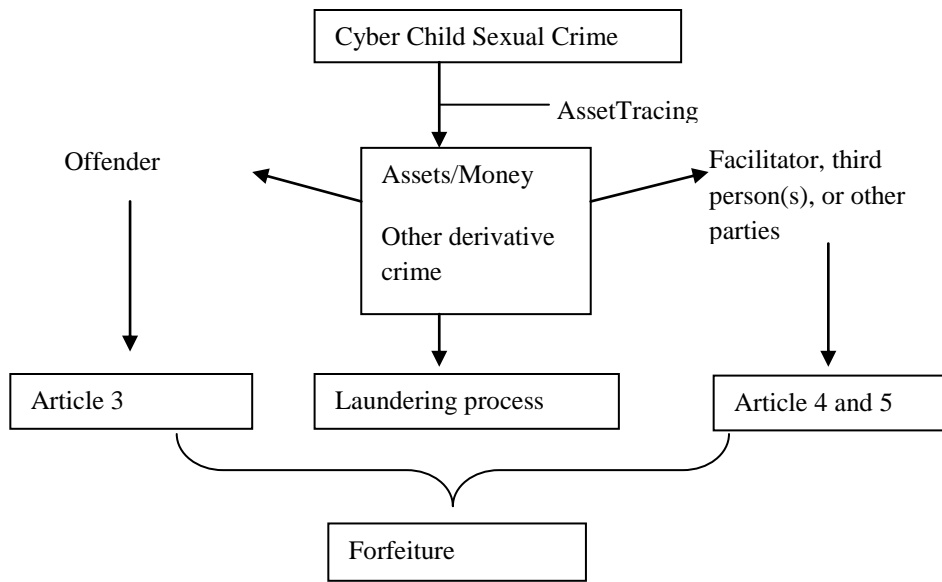 Cyber Child Sexual Crime
AssetTracing
Offender
Assets/Money
Other derivative
crime
Facilitator, third
person(s), or other
parties
Article 3
Laundering process
Article 4 and 5
Forfeiture